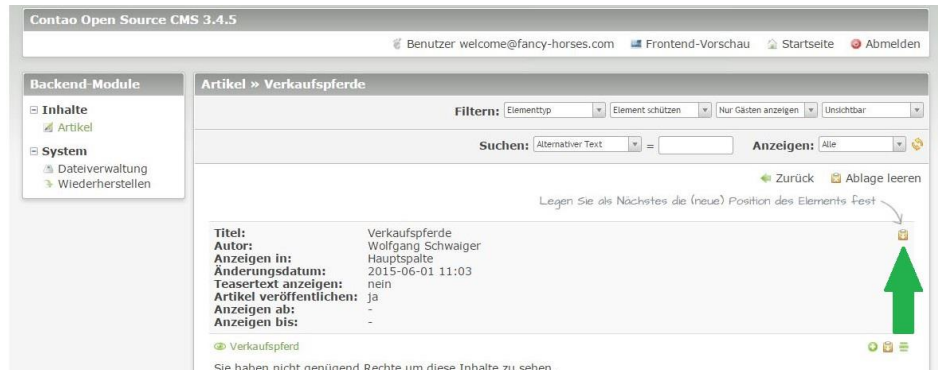 Contao Open Source CMS 3.4.5
Benutzer welcome@fancy-horses.com Frontend-Vorschau Startseite Abmelden
Backend-Module
Inhalte
Artikel
System
Dateiverwaltung
Wiederherstellen
Artikel » Verkaufspferde
Filtern: Elementtyp Element schützen Nur Gästen anzeigen Unsichtbar
Suchen: Alternativer Text = Anzeigen: Alle
Zurück Ablage leeren
Legen Sie als Nächstes die (neue) Position des Elements fest
Titel: Verkaufspferde
Autor: Wolfgang Schwaiger
Anzeigen in: Hauptspalte
Änderungsdatum: 2015-06-01 11:03
Teasertext anzeigen: nein
Artikel veröffentlichen: ja
Anzeigen ab: -
Anzeigen bis: -
Verkaufspferd
Sie haben nicht genügend Rechte um diese Inhalte zu sehen